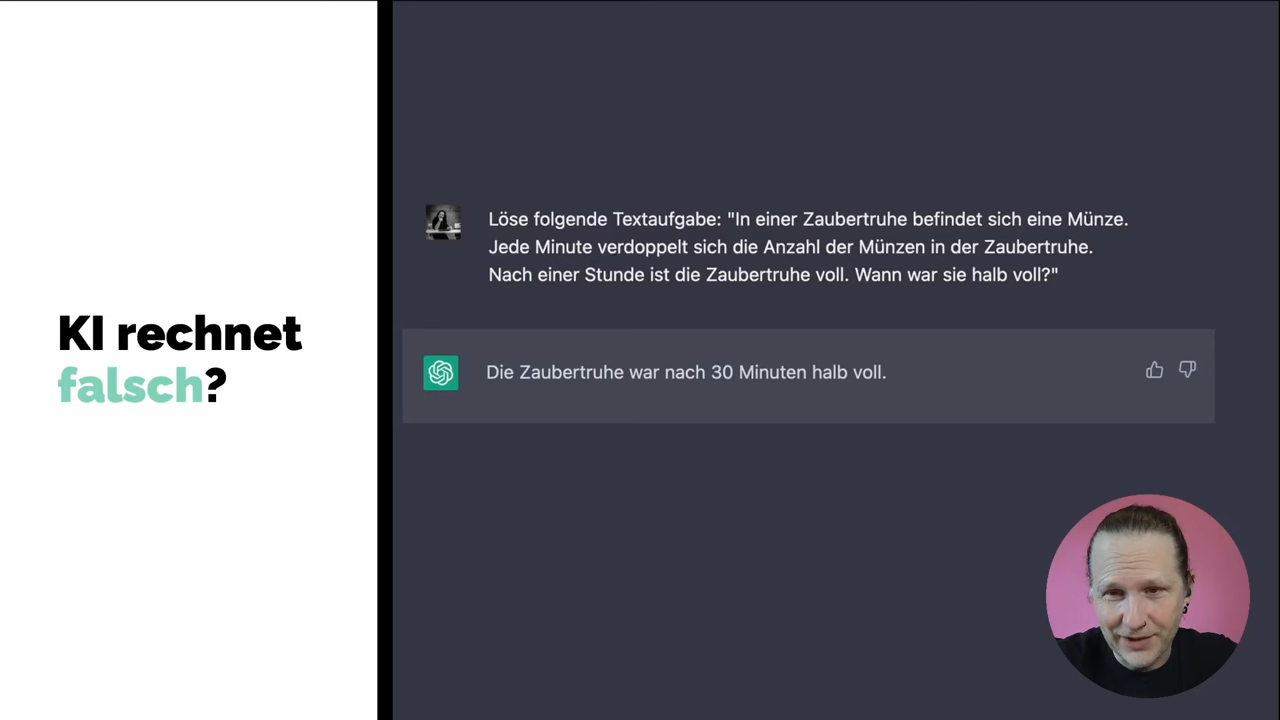 KI rechnet
falsch?
Löse folgende Textaufgabe: "In einer Zaubertruhe befindet sich eine Münze.
Jede Minute verdoppelt sich die Anzahl der Münzen in der Zaubertruhe.
Nach einer Stunde ist die Zaubertruhe voll. Wann war sie halb voll?"
Die Zaubertruhe war nach 30 Minuten halb voll.